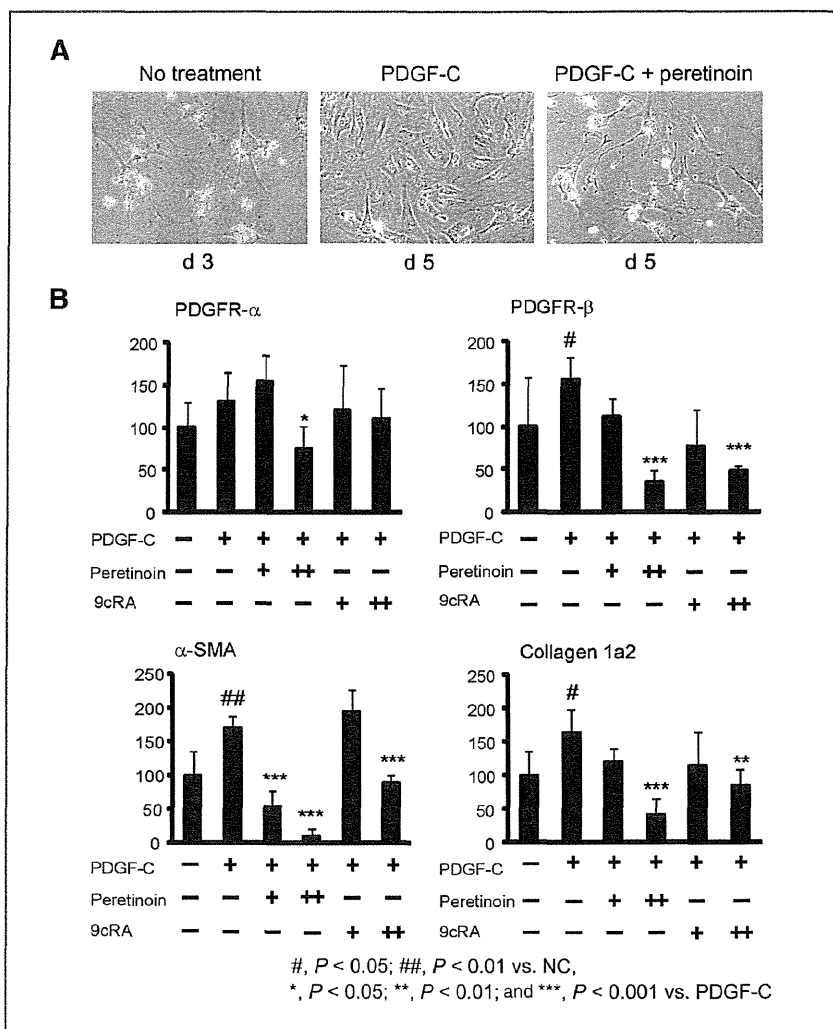 A
No treatment
PDGF-C
PDGF-C + peretinoin
d 3
d 5
d 5
B
PDGFR-α
200
150
100
50
0
*
PDGF-C — + + + + +
Peretinoin — — + ++ — —
9cRA — — — — + ++
PDGFR-β
200
150
100
50
0
#
***
***
PDGF-C — + + + + +
Peretinoin — — + ++ — —
9cRA — — — — + ++
α-SMA
250
200
150
100
50
0
##
***
***
***
PDGF-C — + + + + +
Peretinoin — — + ++ — —
9cRA — — — — + ++
Collagen 1a2
250
200
150
100
50
0
#
***
**
PDGF-C — + + + + +
Peretinoin — — + ++ — —
9cRA — — — — + ++
#, P < 0.05; ##, P < 0.01 vs. NC,
*, P < 0.05; **, P < 0.01; and ***, P < 0.001 vs. PDGF-C